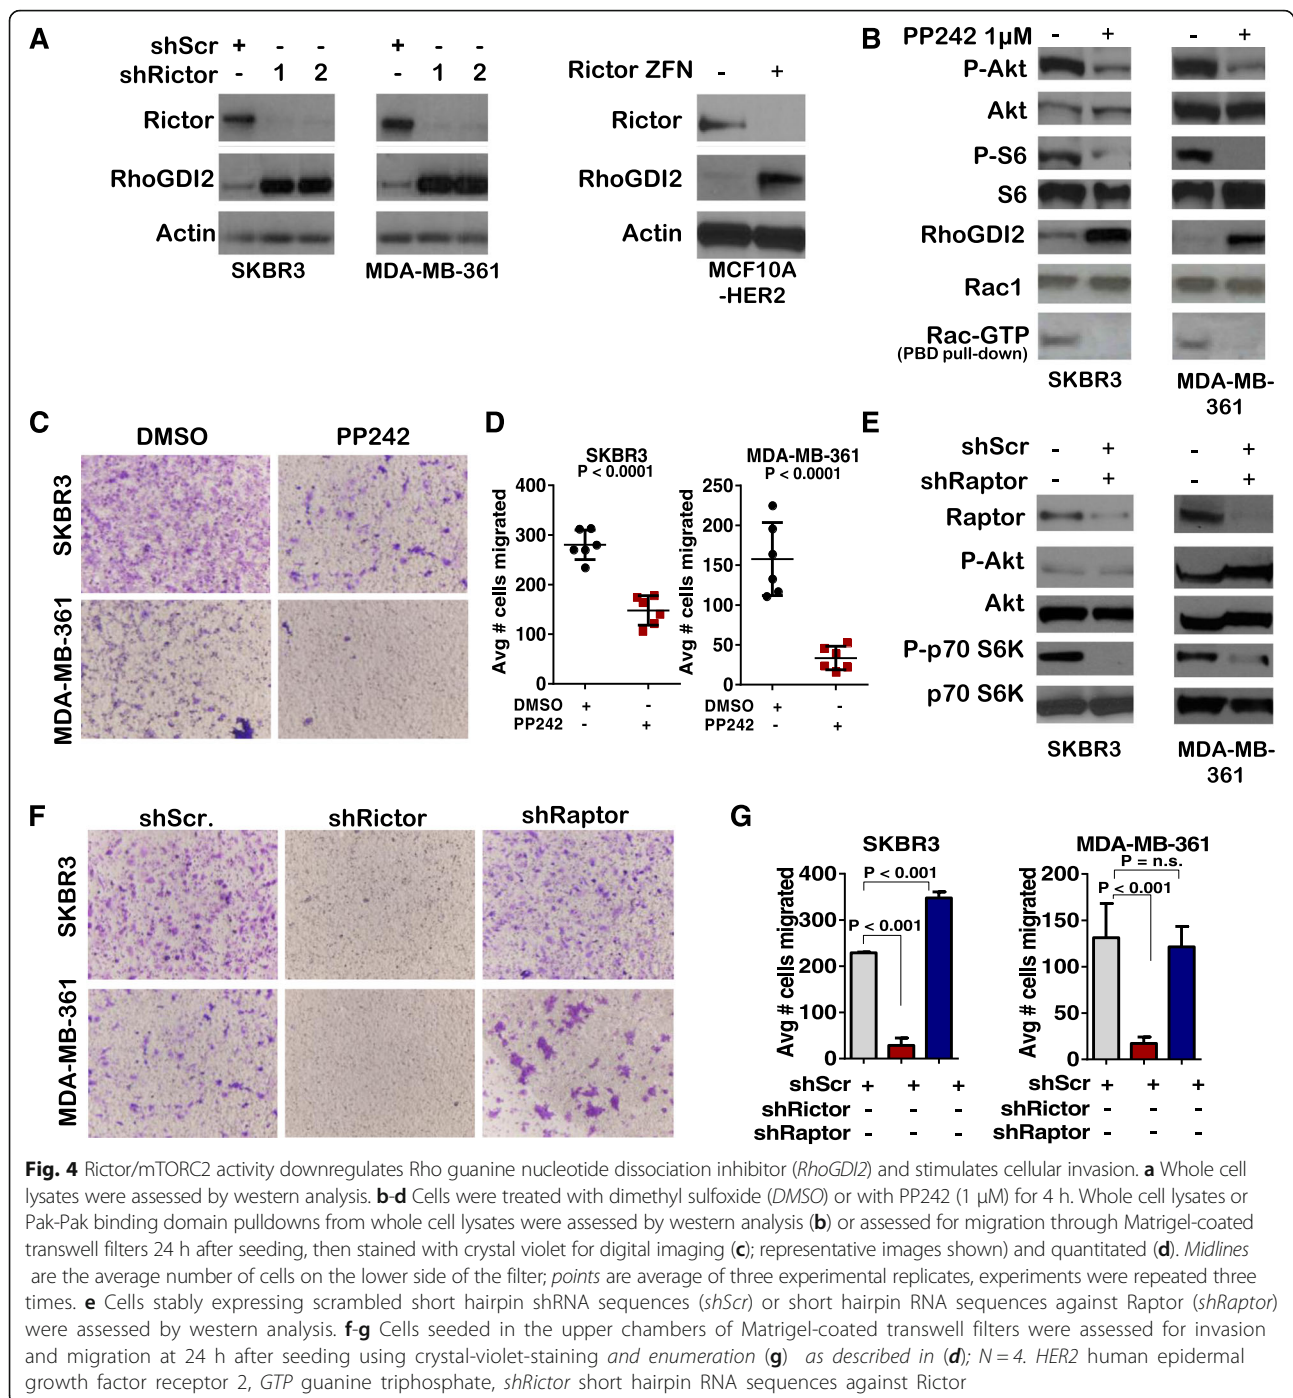 A
shScr + - -
shRictor - 1 2
+ - -
- 1 2
Rictor ZFN - +
Rictor
RhoGDI2
Actin
SKBR3
MDA-MB-361
Rictor
RhoGDI2
Actin
MCF10A
-HER2
B
PP242 1µM - + - +
P-Akt
Akt
P-S6
S6
RhoGDI2
Rac1
Rac-GTP
(PBD pull-down)
SKBR3
MDA-MB-
361
C
DMSO PP242
SKBR3
MDA-MB-361
D
SKBR3
P < 0.0001
Avg # cells migrated
400
300
200
100
0
DMSO + -
PP242 - +
MDA-MB-361
P < 0.0001
Avg # cells migrated
250
200
150
100
50
0
DMSO + -
PP242 - +
E
shScr - + - +
shRaptor - + - +
Raptor
P-Akt
Akt
P-p70 S6K
p70 S6K
SKBR3
MDA-MB-
361
F
shScr. shRictor shRaptor
SKBR3
MDA-MB-361
G
SKBR3
P < 0.001
P < 0.001
Avg # cells migrated
400
300
200
100
0
shScr + + +
shRictor - - -
shRaptor - - -
MDA-MB-361
P = n.s.
P < 0.001
Avg # cells migrated
200
150
100
50
0
shScr + + +
shRictor - - -
shRaptor - - -
Fig. 4 Rictor/mTORC2 activity downregulates Rho guanine nucleotide dissociation inhibitor (RhoGDI2) and stimulates cellular invasion. a Whole cell
lysates were assessed by western analysis. b-d Cells were treated with dimethyl sulfoxide (DMSO) or with PP242 (1 µM) for 4 h. Whole cell lysates or
Pak-Pak binding domain pulldowns from whole cell lysates were assessed by western analysis (b) or assessed for migration through Matrigel-coated
transwell filters 24 h after seeding, then stained with crystal violet for digital imaging (c); representative images shown) and quantitated (d). Midlines
are the average number of cells on the lower side of the filter; points are average of three experimental replicates, experiments were repeated three
times. e Cells stably expressing scrambled short hairpin shRNA sequences (shScr) or short hairpin RNA sequences against Raptor (shRaptor)
were assessed by western analysis. f-g Cells seeded in the upper chambers of Matrigel-coated transwell filters were assessed for invasion
and migration at 24 h after seeding using crystal-violet-staining and enumeration (g) as described in (d); N = 4. HER2 human epidermal
growth factor receptor 2, GTP guanine triphosphate, shRictor short hairpin RNA sequences against Rictor